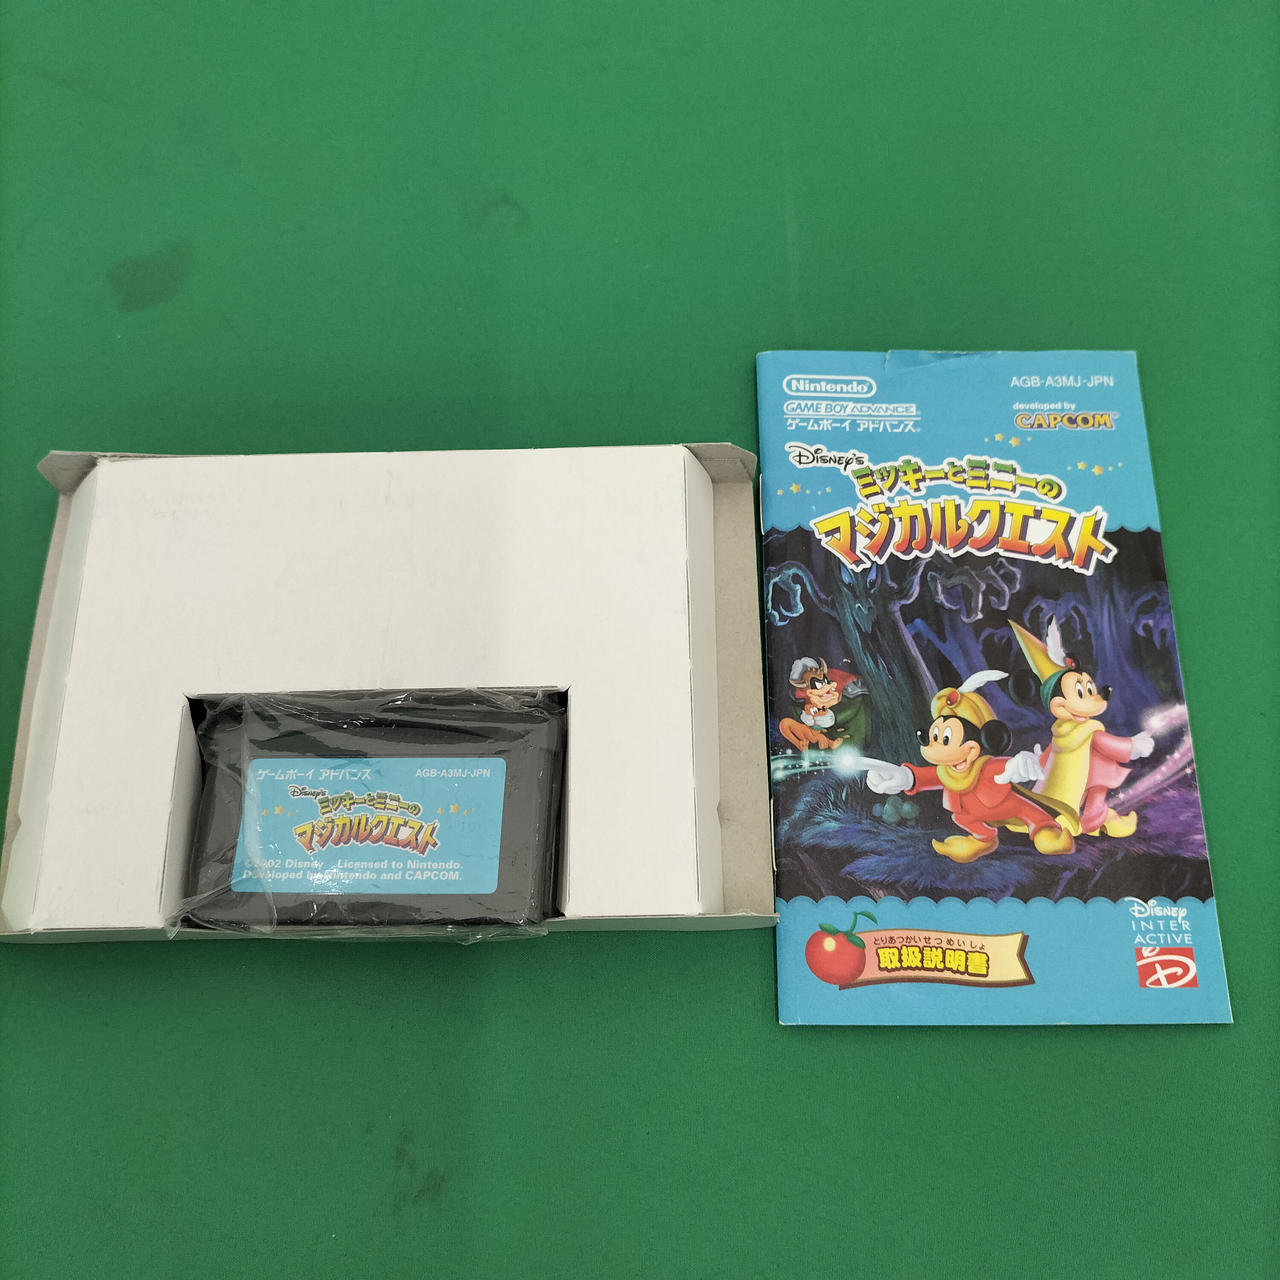 ゲームボーイ アドバンス
AGB-A3MJ-JPN
Disney's
ミッキーとミニーの
マジカルクエスト
©2002 Disney Licensed to Nintendo.
Developed by Nintendo and CAPCOM.
Nintendo
AGB-A3MJ-JPN
GAME BOY ADVANCE
ゲームボーイ アドバンス
developed by
CAPCOM
Disney's
ミッキーとミニーの
マジカルクエスト
とりあつかいせつめいしょ
取扱説明書
Disney
INTER
ACTIVE
D